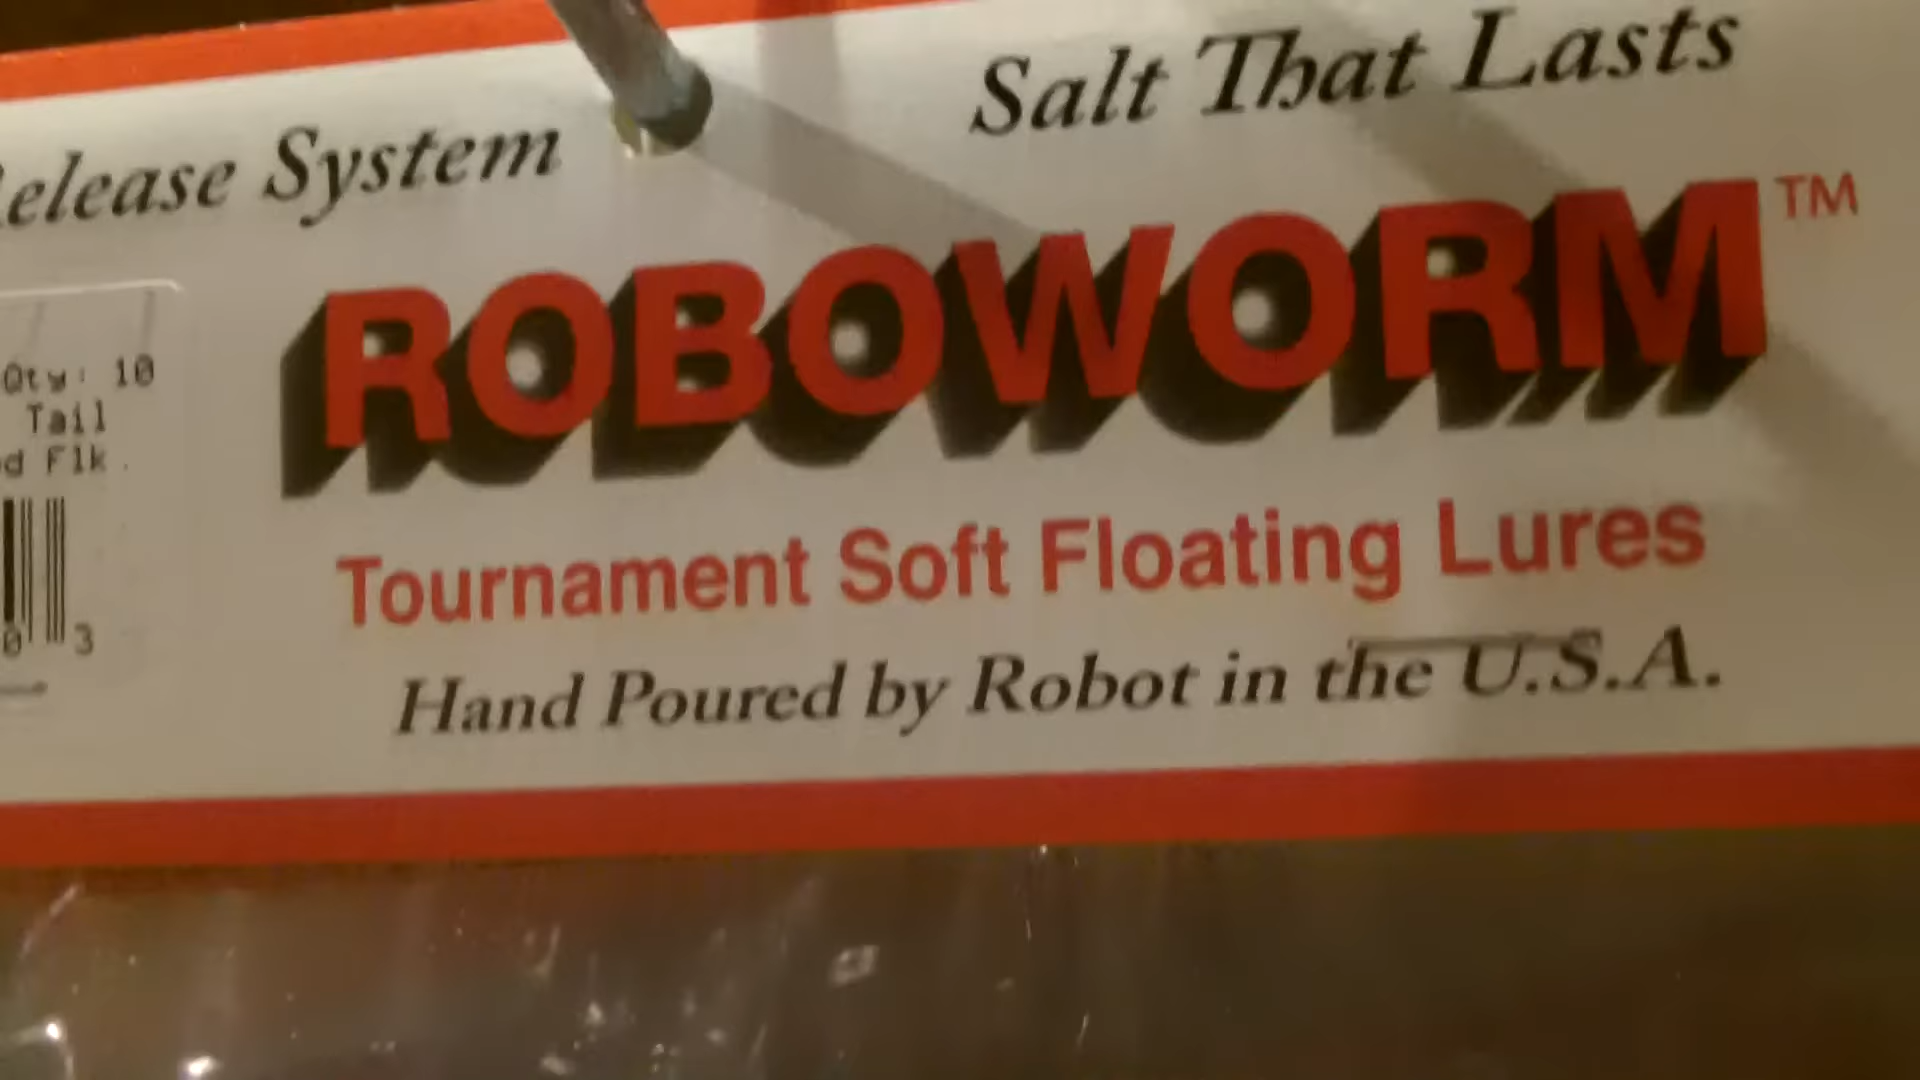 System
Salt That Lasts
ROBOWORM™
Qty: 10
Tail
Flk.
Tournament Soft Floating Lures
3
Hand Poured by Robot in the U.S.A.